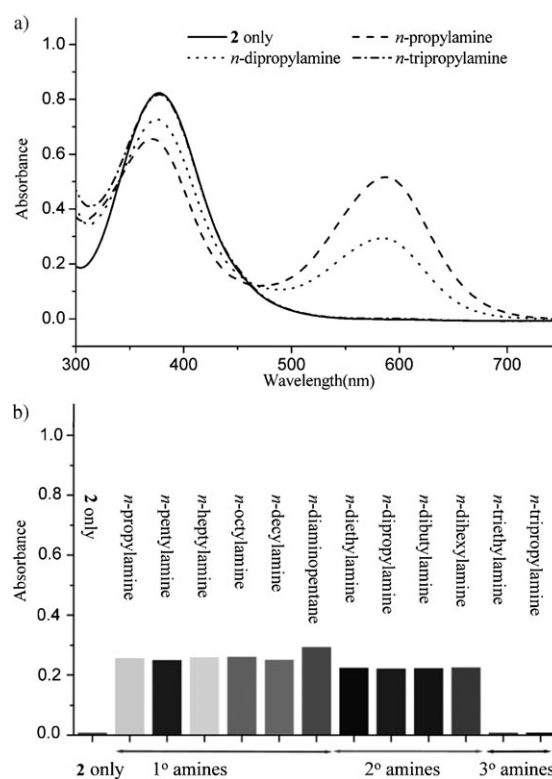 a)
1.0
0.8
0.6
0.4
0.2
0.0
Absorbance
2 only
n-propylamine
n-dipropylamine
n-tripropylamine
300
400
500
600
700
Wavelength(nm)
b)
1.0
0.8
0.6
0.4
0.2
0.0
Absorbance
2 only
n-propylamine
n-pentylamine
n-heptylamine
n-octylamine
n-decylamine
n-diaminopentane
n-diethylamine
n-dipropylamine
n-dibutylamine
n-dihexylamine
n-triethylamine
n-tripropylamine
2 only
1º amines
2º amines
3º amines